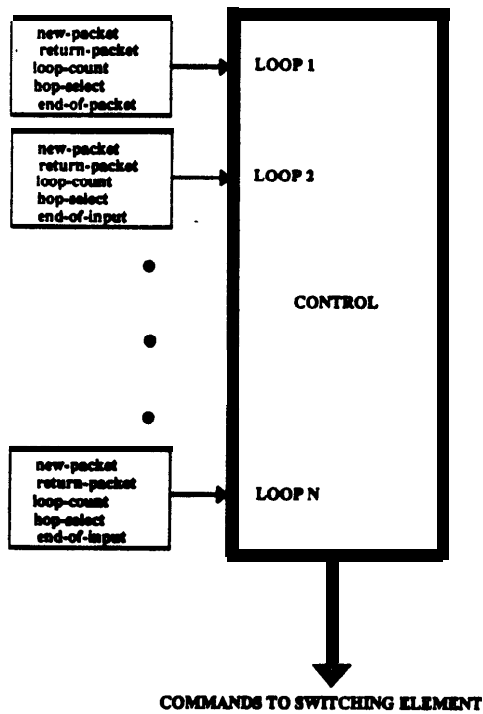 new-packet
return-packet
loop-count
hop-select
end-of-packet
LOOP 1
new-packet
return-packet
loop-count
hop-select
end-of-input
LOOP 2
CONTROL
new-packet
return-packet
loop-count
hop-select
end-of-input
LOOP N
COMMANDS TO SWITCHING ELEMENT